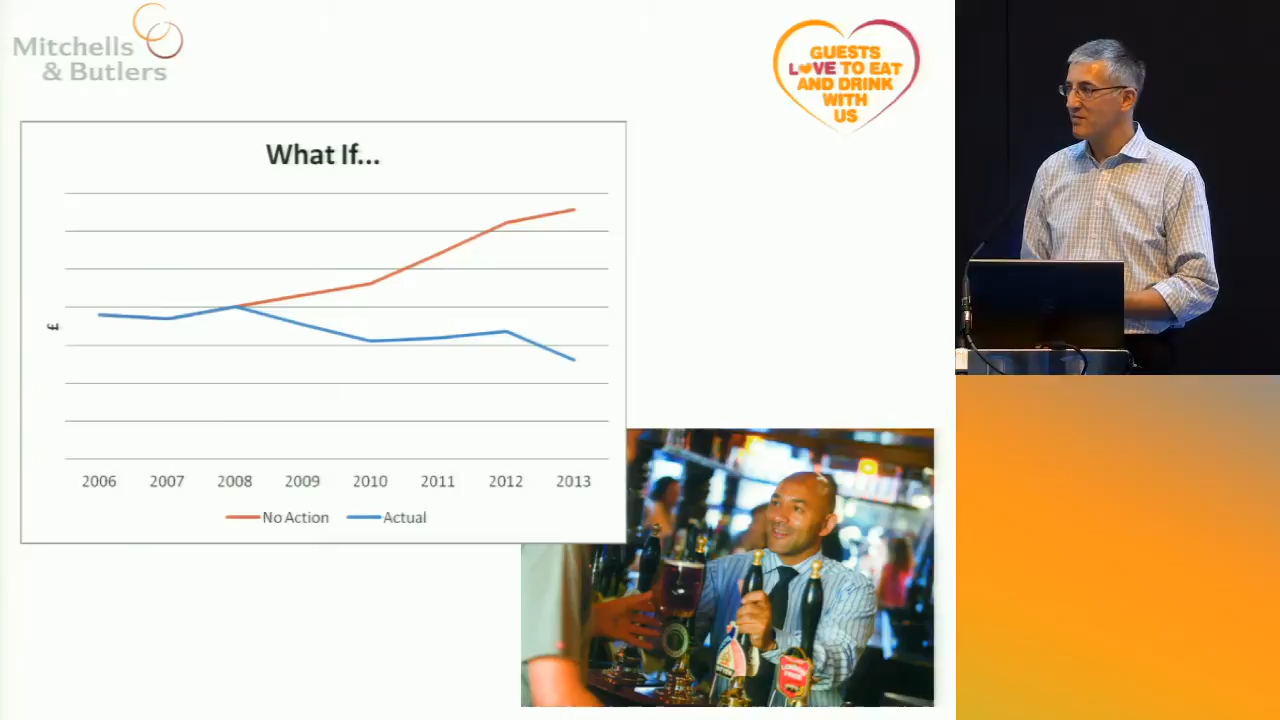 Mitchells
& Butlers
GUESTS
LOVE TO EAT
AND DRINK
WITH
US
What If...
£
2006 2007 2008 2009 2010 2011 2012 2013
No Action Actual